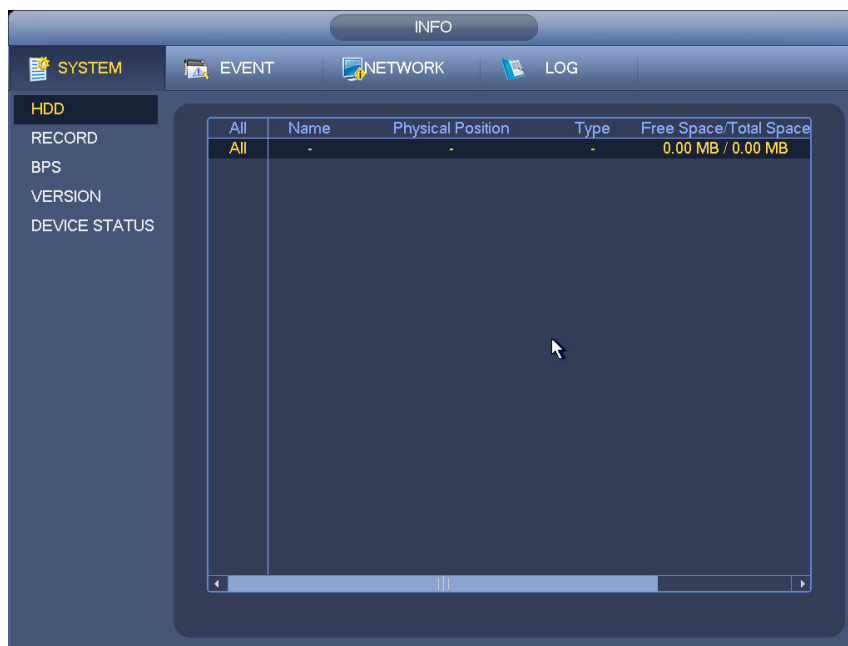 INFO
SYSTEM EVENT NETWORK LOG
HDD
RECORD
BPS
VERSION
DEVICE STATUS
All Name Physical Position Type Free Space/Total Space
All - - - 0.00 MB / 0.00 MB